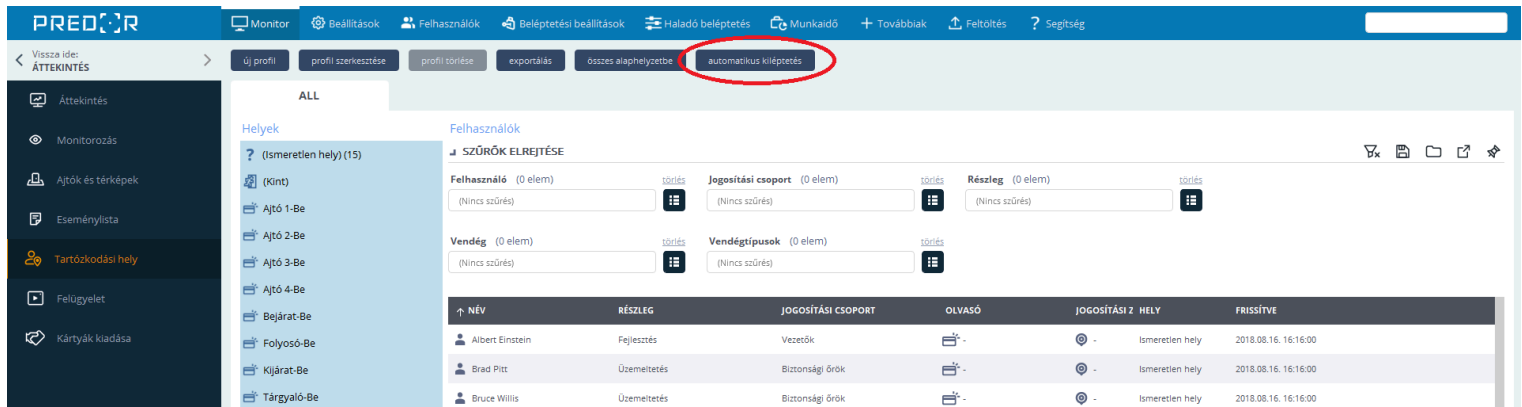 PRED[·]R
Monitor
Beállítások
Felhasználók
Beléptetési beállítások
Haladó beléptetés
Munkaidő
Továbbiak
Feltöltés
Segítség
Vissza ide:
ÁTTEKINTÉS
új profil
profil szerkesztése
profil törlése
exportálás
összes alaphelyzetbe
automatikus kiléptetés
Áttekintés
Monitorozás
Ajtók és térképek
Eseménylista
Tartózkodási hely
Felügyelet
Kártyák kiadása
ALL
Helyek
(Ismeretlen hely) (15)
(Kint)
Ajtó 1-Be
Ajtó 2-Be
Ajtó 3-Be
Ajtó 4-Be
Bejárat-Be
Folyosó-Be
Kijárat-Be
Tárgyaló-Be
Felhasználók
SZŰRŐK ELREJTÉSE
Felhasználó (0 elem) törlés
(Nincs szűrés)
Jogosítási csoport (0 elem) törlés
(Nincs szűrés)
Részleg (0 elem) törlés
(Nincs szűrés)
Vendég (0 elem) törlés
(Nincs szűrés)
Vendégtípusok (0 elem) törlés
(Nincs szűrés)
NÉV RÉSZLEG JOGOSÍTÁSI CSOPORT OLVASÓ JOGOSÍTÁSI Z HELY FRISSÍTVE
Albert Einstein Fejlesztés Vezetők - - Ismeretlen hely 2018.08.16. 16:16:00
Brad Pitt Üzemeltetés Biztonsági őrök - - Ismeretlen hely 2018.08.16. 16:16:00
Bruce Willis Üzemeltetés Biztonsági őrök - - Ismeretlen hely 2018.08.16. 16:16:00